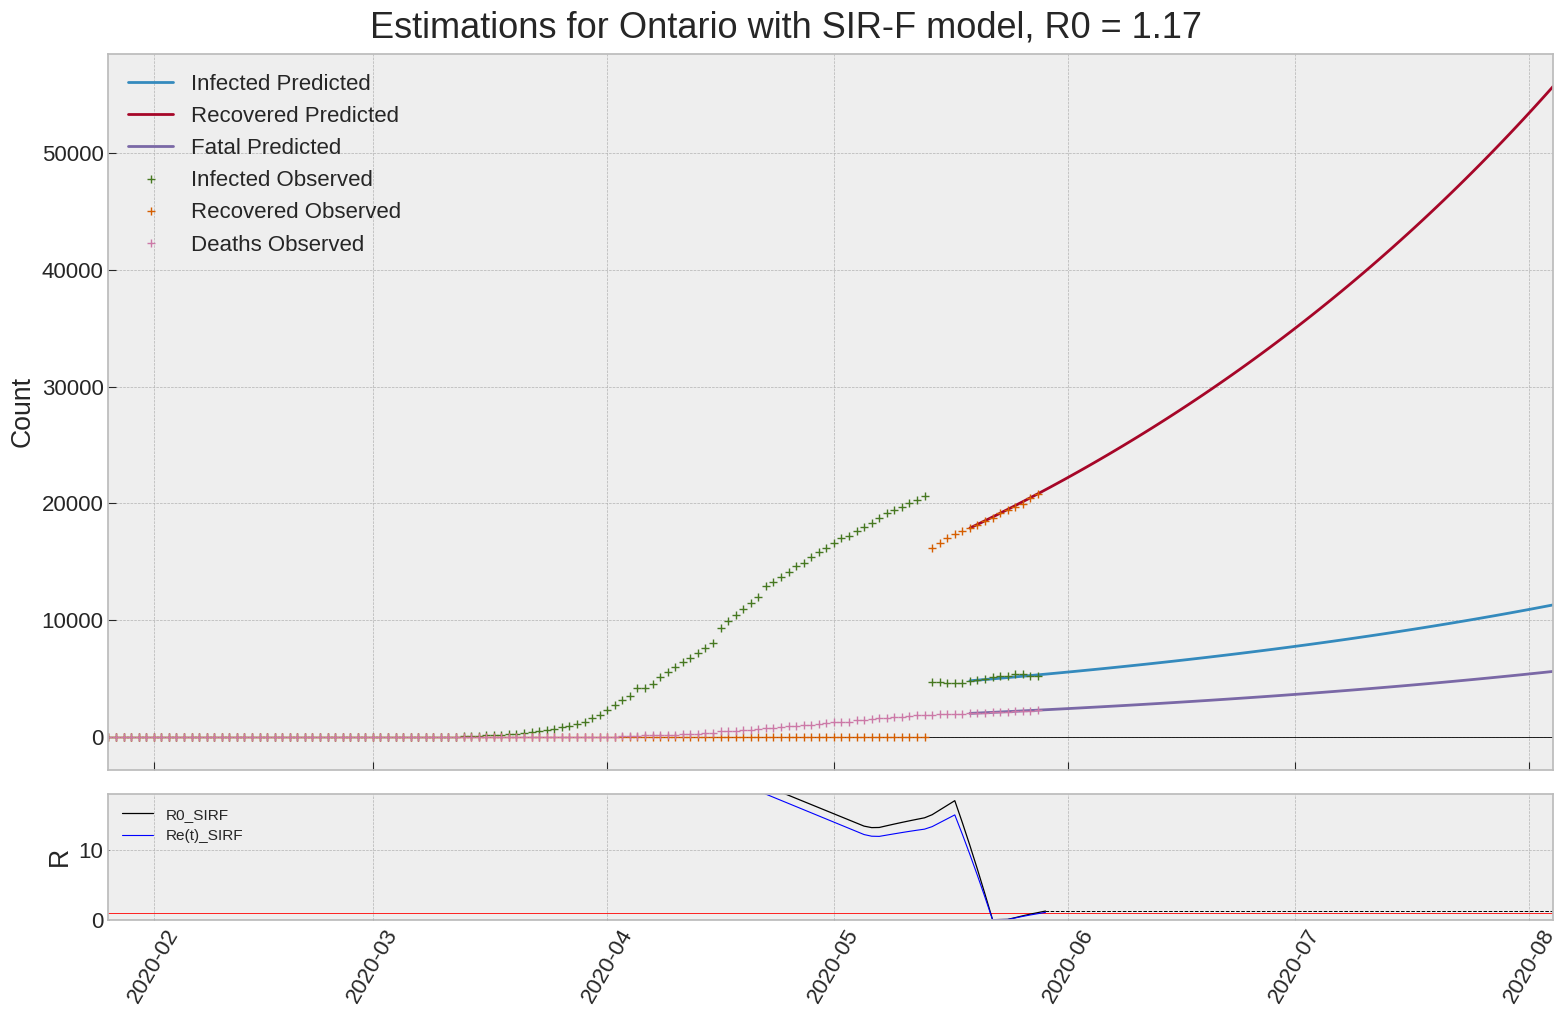 Estimations for Ontario with SIR-F model, R0 = 1.17
Infected Predicted
Recovered Predicted
Fatal Predicted
Infected Observed
Recovered Observed
Deaths Observed
Count
50000
40000
30000
20000
10000
0
R0_SIRF
Re(t)_SIRF
R
10
0
2020-02
2020-03
2020-04
2020-05
2020-06
2020-07
2020-08